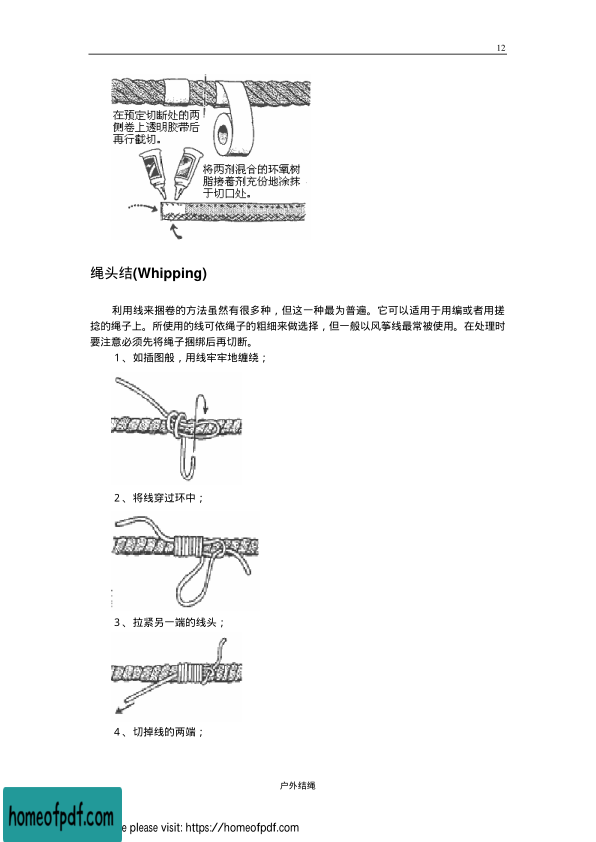 12
在预定切断处的两
侧卷上透明胶带后
再行截切。
将两剂混合的环氧树
脂捲着剂充份地涂抹
于切口处。
绳头结(Whipping)
利用线来捆卷的方法虽然有很多种，但这一种最为普遍。它可以适用于用编或者用搓
捻的绳子上。所使用的线可依绳子的粗细来做选择，但一般以风筝线最常被使用。在处理时
要注意必须先将绳子捆绑后再切断。
1、如插图般，用线牢牢地缠绕；
2、将线穿过环中；
3、拉紧另一端的线头；
4、切掉线的两端；
户外结绳
homeofpdf.com
e please visit: https://homeofpdf.com